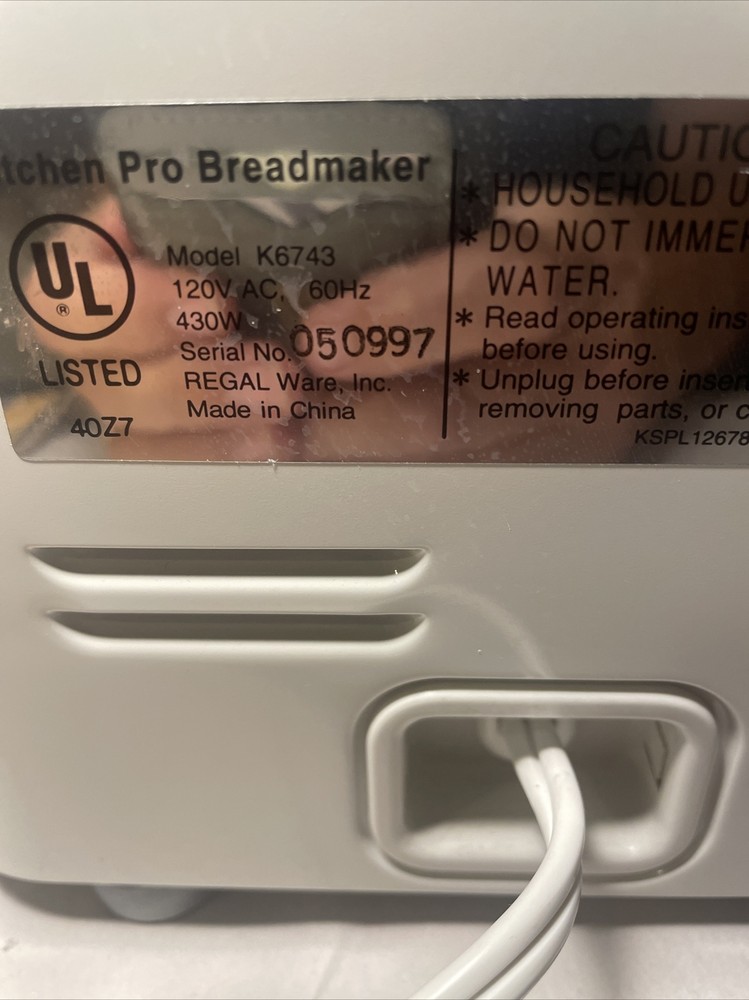 tchen Pro Breadmaker
UL
®
LISTED
40Z7
Model K6743
120V AC, 60Hz
430W
Serial No. 050997
REGAL Ware, Inc.
Made in China
CAUTIO
* HOUSEHOLD U
* DO NOT IMMER
WATER.
* Read operating ins
before using.
* Unplug before inser
removing parts, or c
KSPL12678